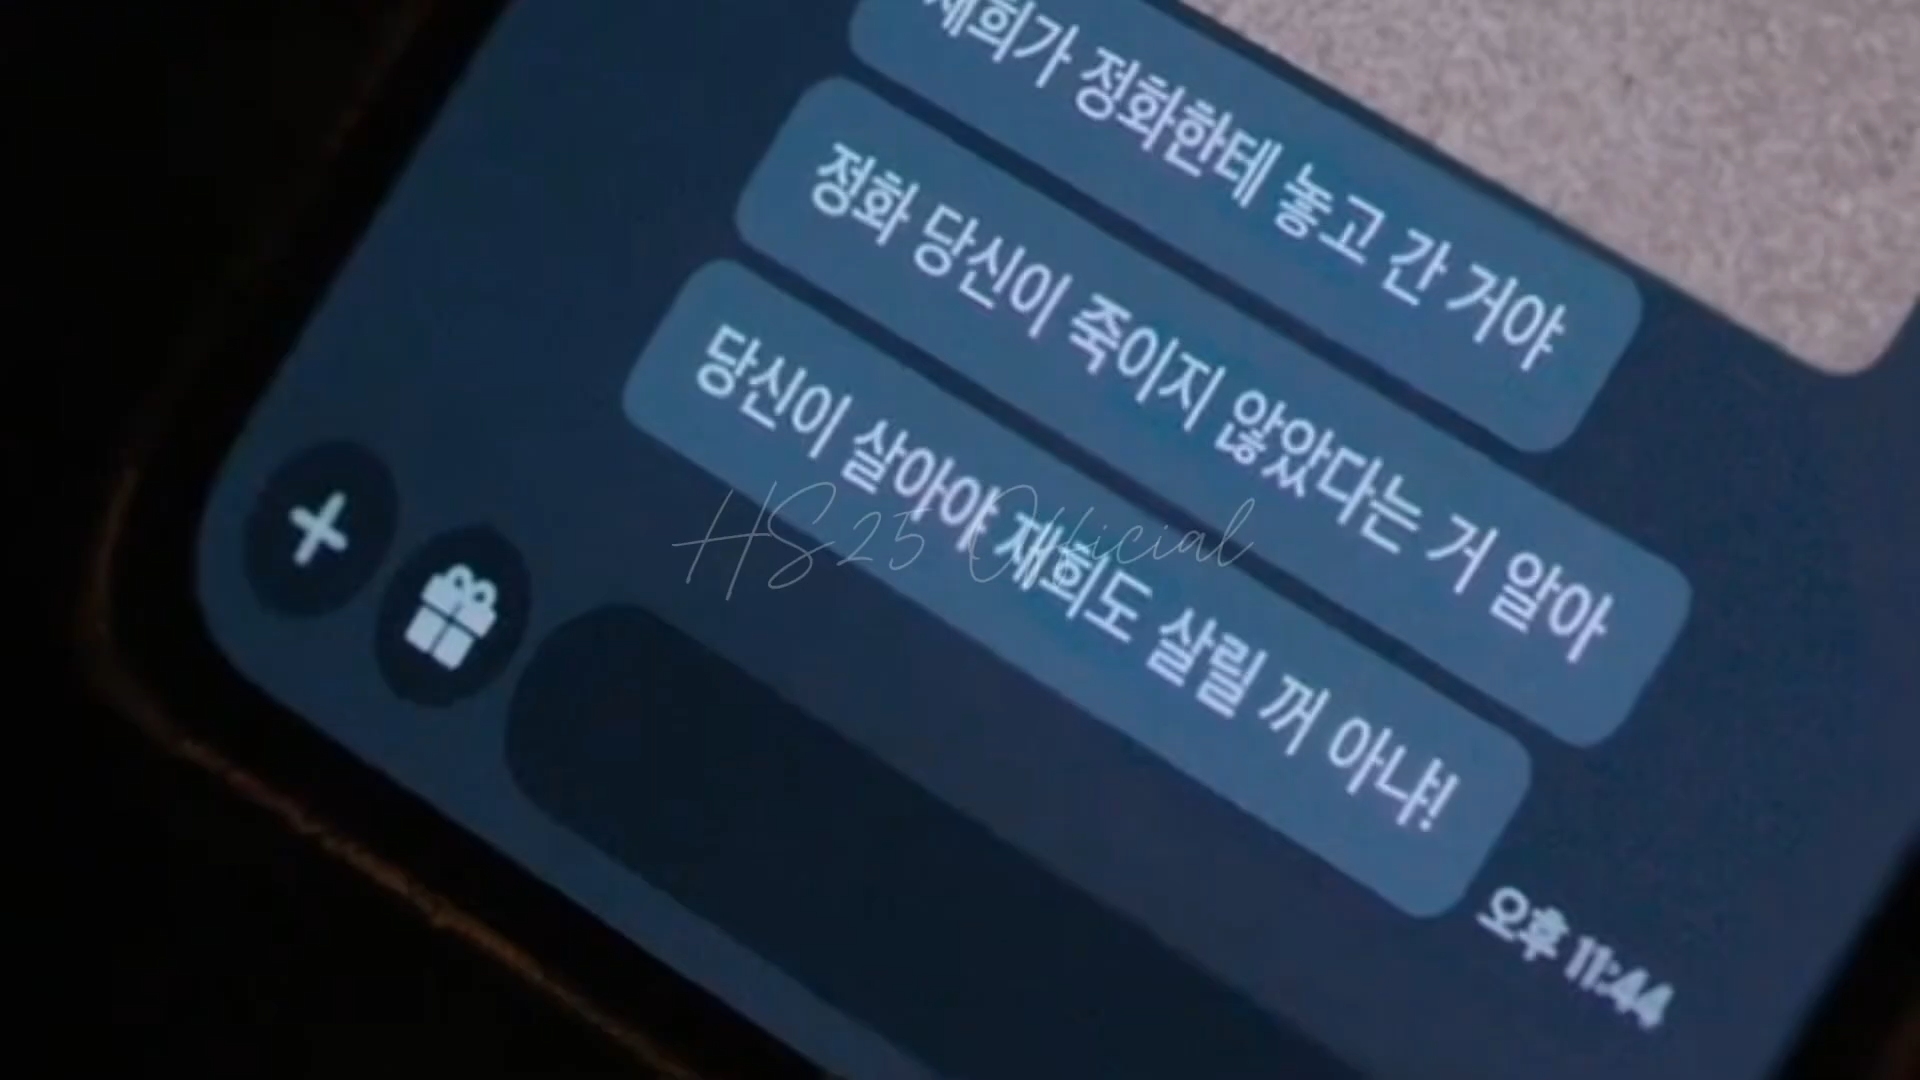 재희가 정화한테 놓고 간 거야
정화 당신이 죽이지 않았다는 거 알아
당신이 살아야 재희도 살릴 꺼 아냐!
오후 11:44
HS25 Official